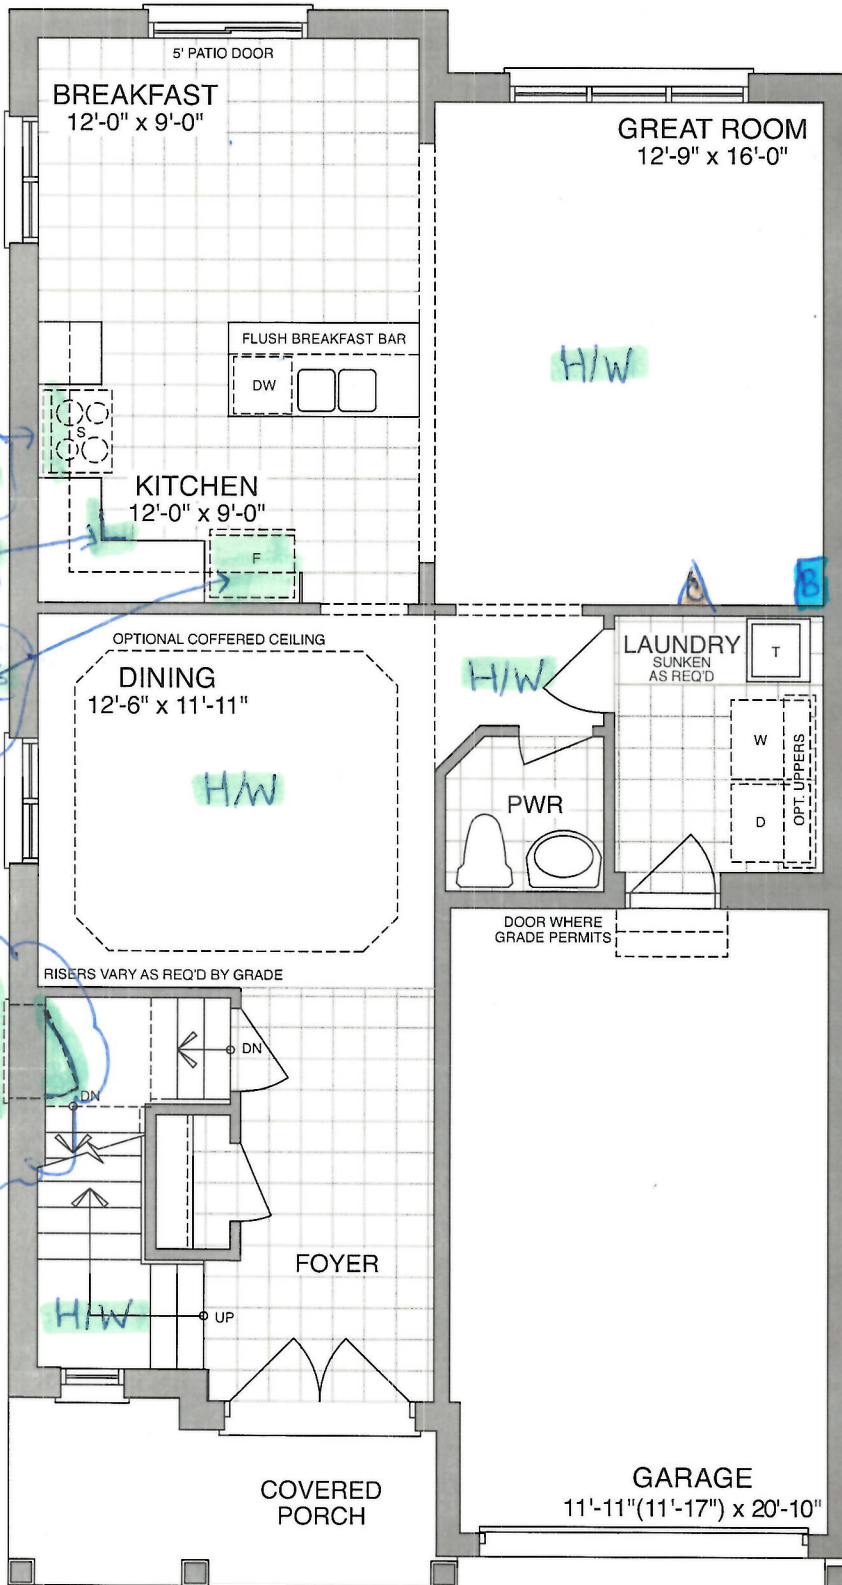 5' PATIO DOOR
BREAKFAST
12'-0" x 9'-0"
GREAT ROOM
12'-9" x 16'-0"
FLUSH BREAKFAST BAR
DW
H/W
S
KITCHEN
12'-0" x 9'-0"
F
C
B
OPTIONAL COFFERED CEILING
DINING
12'-6" x 11'-11"
H/W
LAUNDRY
SUNKEN
AS REQ'D
T
W
D
OPT. UPPERS
H/W
PWR
DOOR WHERE
GRADE PERMITS
RISERS VARY AS REQ'D BY GRADE
DN
DN
FOYER
H/W
UP
COVERED
PORCH
GARAGE
11'-11"(11'-17") x 20'-10"